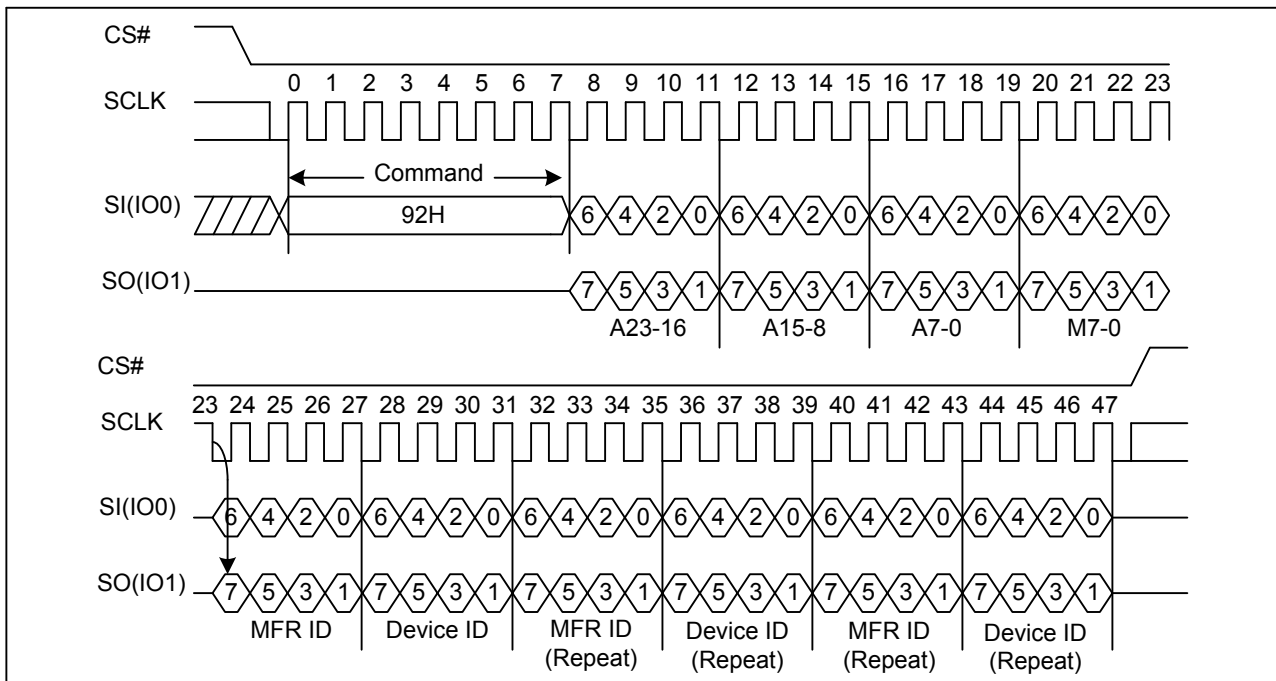 CS#
0 1 2 3 4 5 6 7 8 9 10 11 12 13 14 15 16 17 18 19 20 21 22 23
SCLK
Command
SI(IO0)
92H
6 4 2 0 6 4 2 0 6 4 2 0 6 4 2 0
SO(IO1)
7 5 3 1 7 5 3 1 7 5 3 1 7 5 3 1
A23-16 A15-8 A7-0 M7-0
CS#
23 24 25 26 27 28 29 30 31 32 33 34 35 36 37 38 39 40 41 42 43 44 45 46 47
SCLK
SI(IO0)
6 4 2 0 6 4 2 0 6 4 2 0 6 4 2 0 6 4 2 0 6 4 2 0
SO(IO1)
7 5 3 1 7 5 3 1 7 5 3 1 7 5 3 1 7 5 3 1 7 5 3 1
MFR ID Device ID MFR ID Device ID MFR ID Device ID
(Repeat) (Repeat) (Repeat) (Repeat)